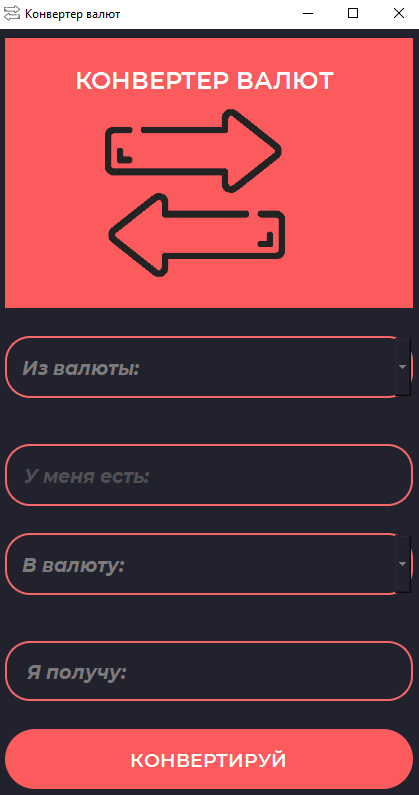 Конвертер валют
КОНВЕРТЕР ВАЛЮТ
Из валюты:
У меня есть:
В валюту:
Я получу:
КОНВЕРТИРУЙ